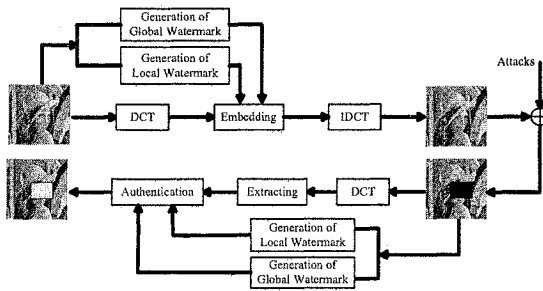 Generation of
Global Watermark
Generation of
Local Watermark
Attacks
DCT
Embedding
IDCT
Authentication
Extracting
DCT
Generation of
Local Watermark
Generation of
Global Watermark